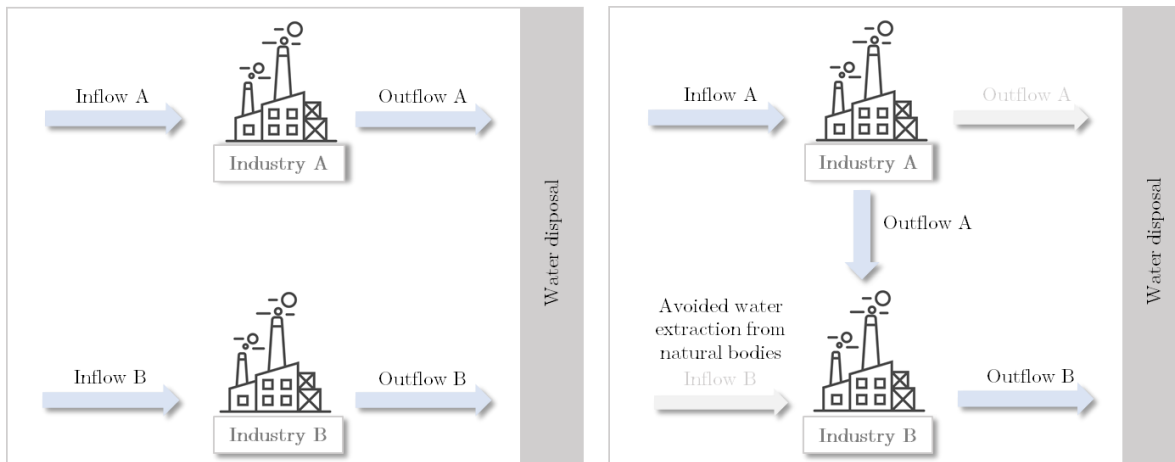 Inflow A
Outflow A
Industry A
Inflow B
Outflow B
Industry B
Water disposal
Inflow A
Outflow A
Industry A
Outflow A
Avoided water
extraction from
natural bodies
Inflow B
Outflow B
Industry B
Water disposal